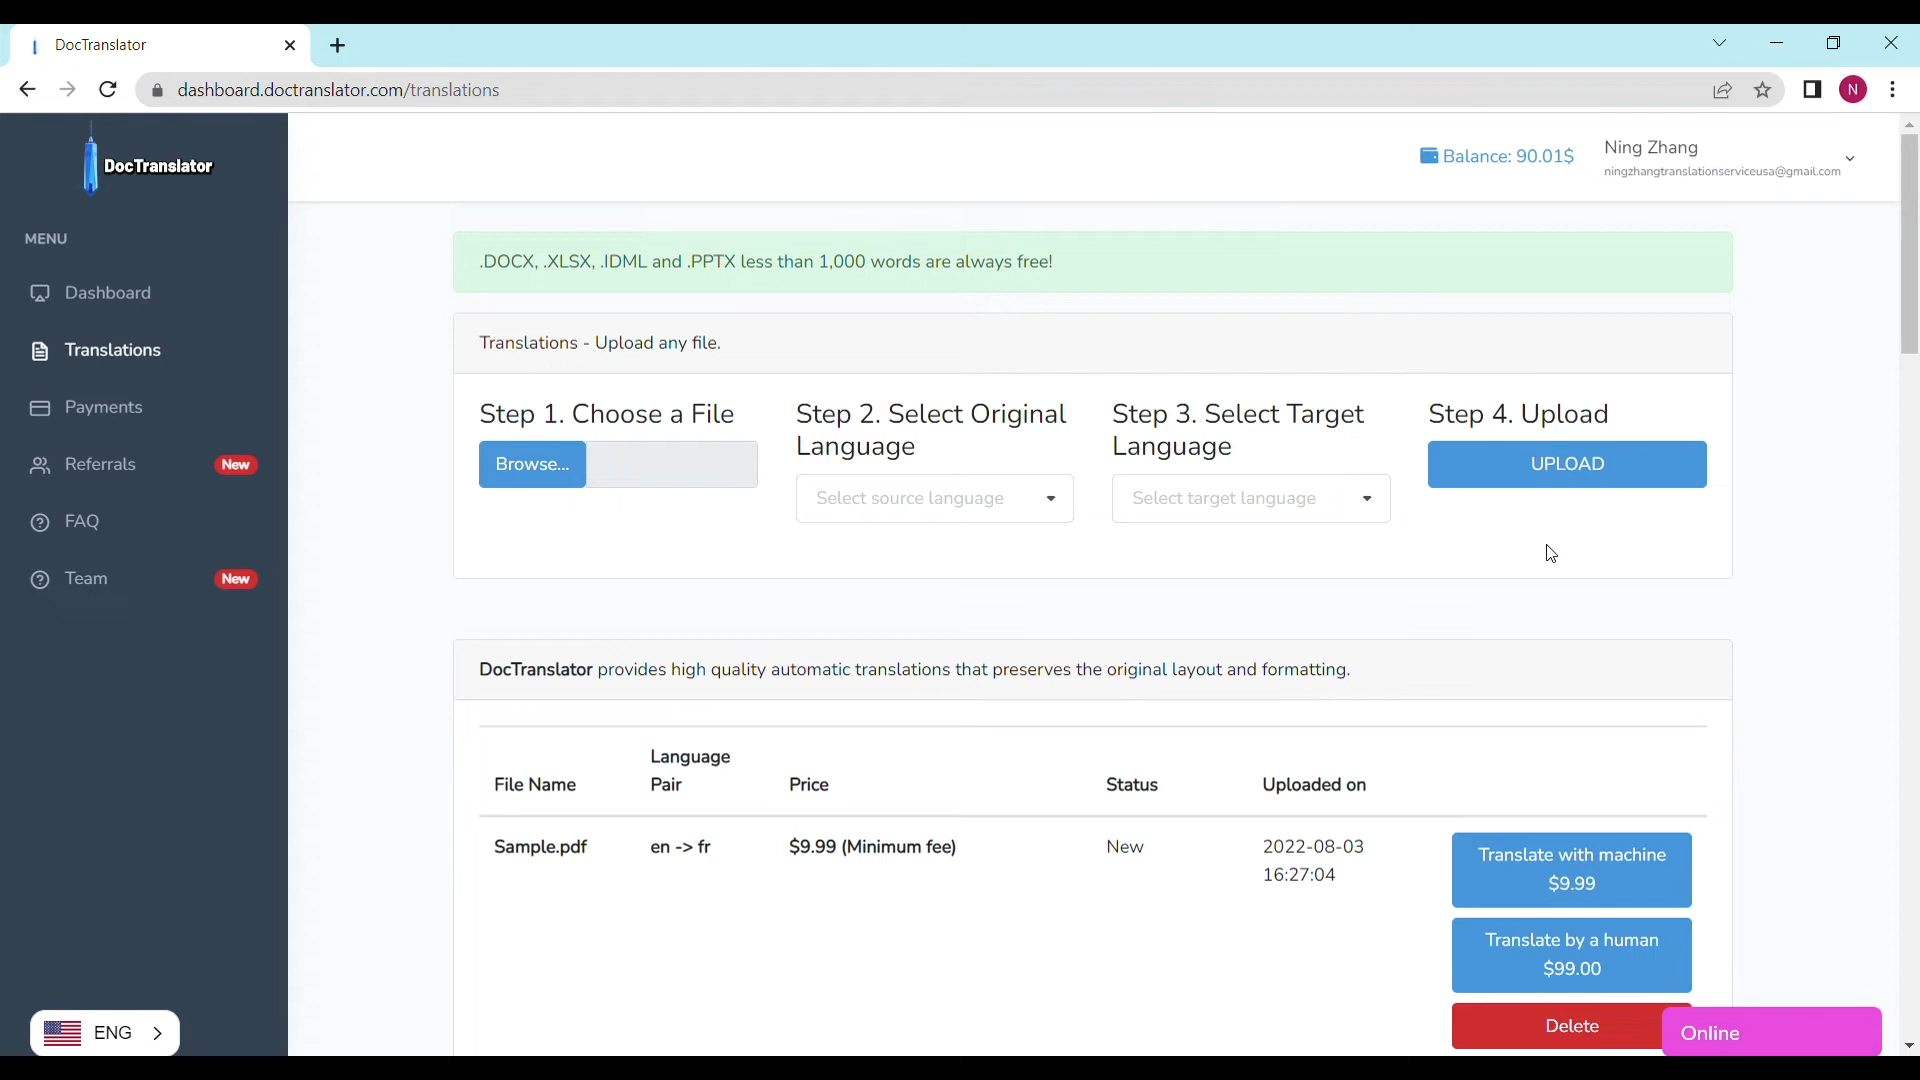 DocTranslator
dashboard.doctranslator.com/translations
N
DocTranslator
Balance: 90.01$
Ning Zhang
ningzhangtranslationserviceusa@gmail.com
MENU
Dashboard
Translations
Payments
Referrals New
FAQ
Team New
ENG
.DOCX, .XLSX, .IDML and .PPTX less than 1,000 words are always free!
Translations - Upload any file.
Step 1. Choose a File
Browse...
Step 2. Select Original
Language
Select source language
Step 3. Select Target
Language
Select target language
Step 4. Upload
UPLOAD
DocTranslator provides high quality automatic translations that preserves the original layout and formatting.
File Name
Language
Pair
Price
Status
Uploaded on
Sample.pdf
en -> fr
$9.99 (Minimum fee)
New
2022-08-03
16:27:04
Translate with machine
$9.99
Translate by a human
$99.00
Delete
Online